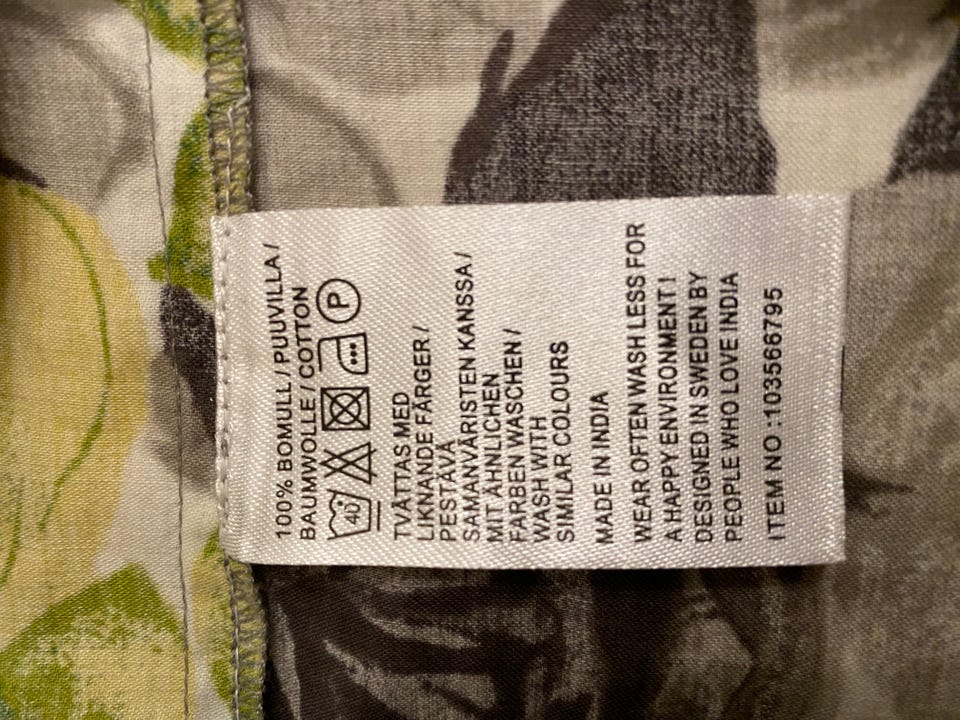 100% BOMULL / PUUVILLA /
BAUMWOLLE / COTTON
40 P
TVÄTTAS MED
LIKNANDE FÄRGER /
PESTÄVÄ
SAMANVÄRISTEN KANSSA /
MIT ÄHNLICHEN
FARBEN WASCHEN /
WASH WITH
SIMILAR COLOURS
MADE IN INDIA
WEAR OFTEN WASH LESS FOR
A HAPPY ENVIRONMENT !
DESIGNED IN SWEDEN BY
PEOPLE WHO LOVE INDIA
ITEM NO :103566795